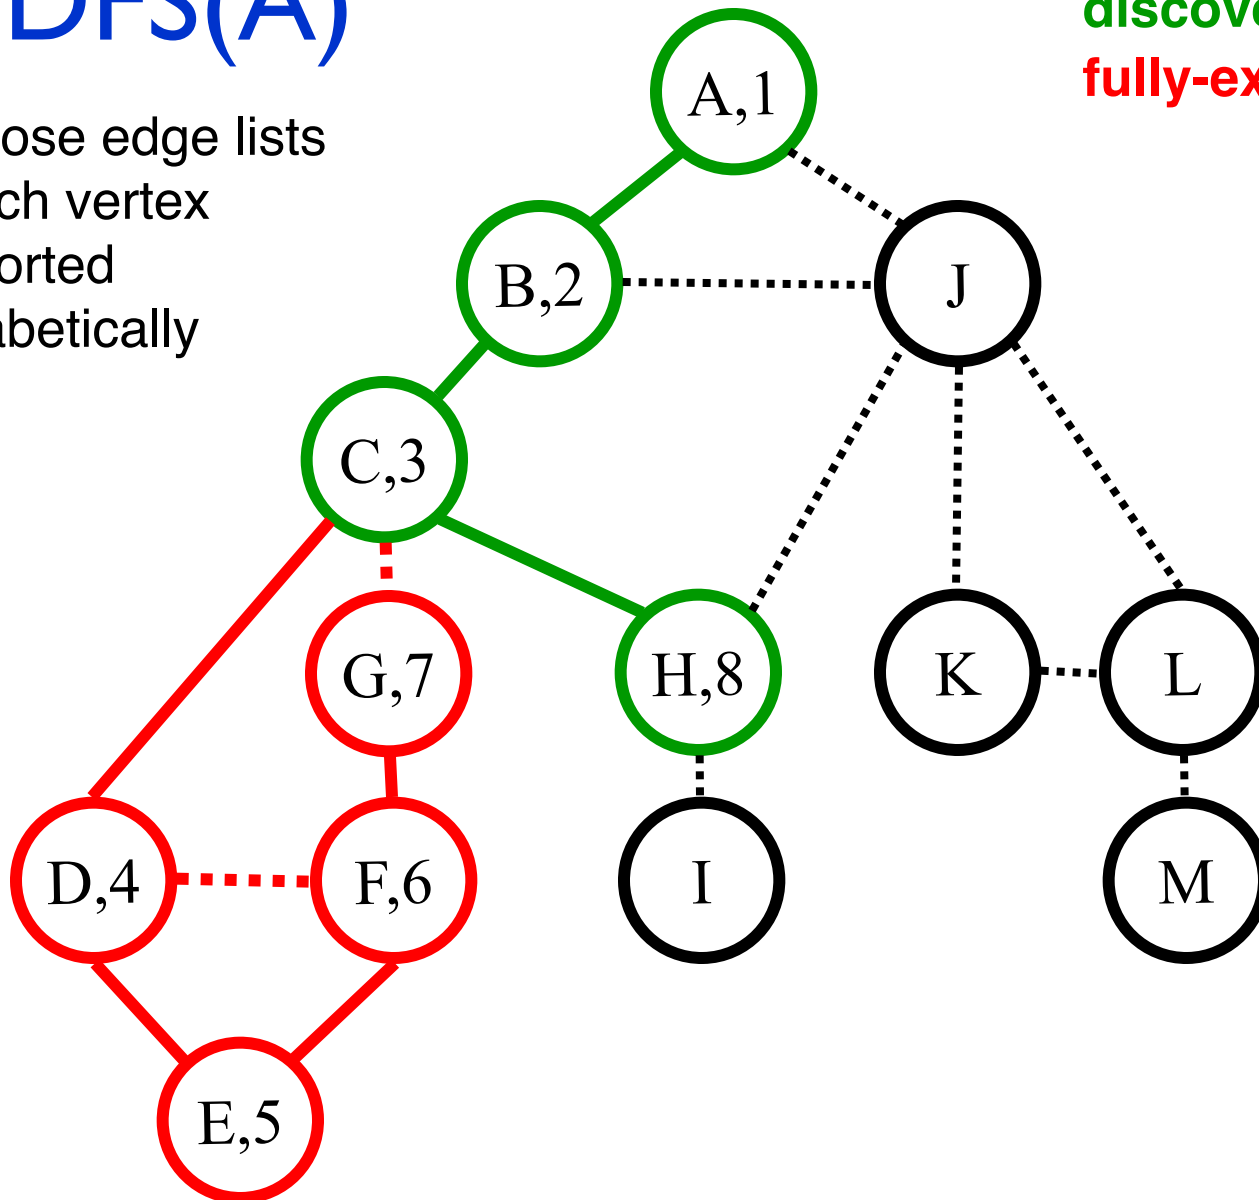 DFS(A)
discove
fully-ex
ose edge lists
ch vertex
orted
abetically
A,1
B,2
J
C,3
G,7
H,8
K
L
D,4
F,6
I
M
E,5